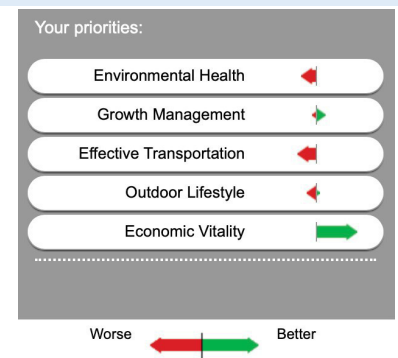 Your priorities:
Environmental Health
Growth Management
Effective Transportation
Outdoor Lifestyle
Economic Vitality
Worse Better